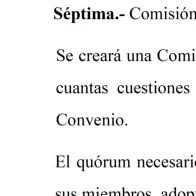 Séptima.- Comisión
Se creará una Comi
cuantas cuestiones
Convenio.
El quórum necesari
sus miembros, adop